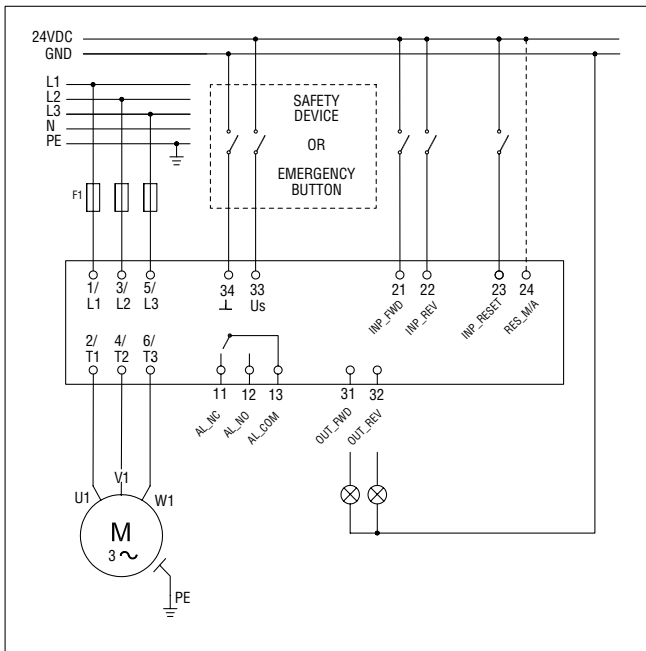 24VDC
GND
L1
L2
L3
N
PE
SAFETY
DEVICE
OR
EMERGENCY
BUTTON
F1
1/
L1
3/
L2
5/
L3
34
⊥
33
Us
21
INP_FWD
22
INP_REV
23
INP_RESET
24
RES_M/A
2/
T1
4/
T2
6/
T3
11
AL_NC
12
AL_NO
13
AL_COM
31
OUT_FWD
32
OUT_REV
U1
V1
W1
M
3 ~
PE